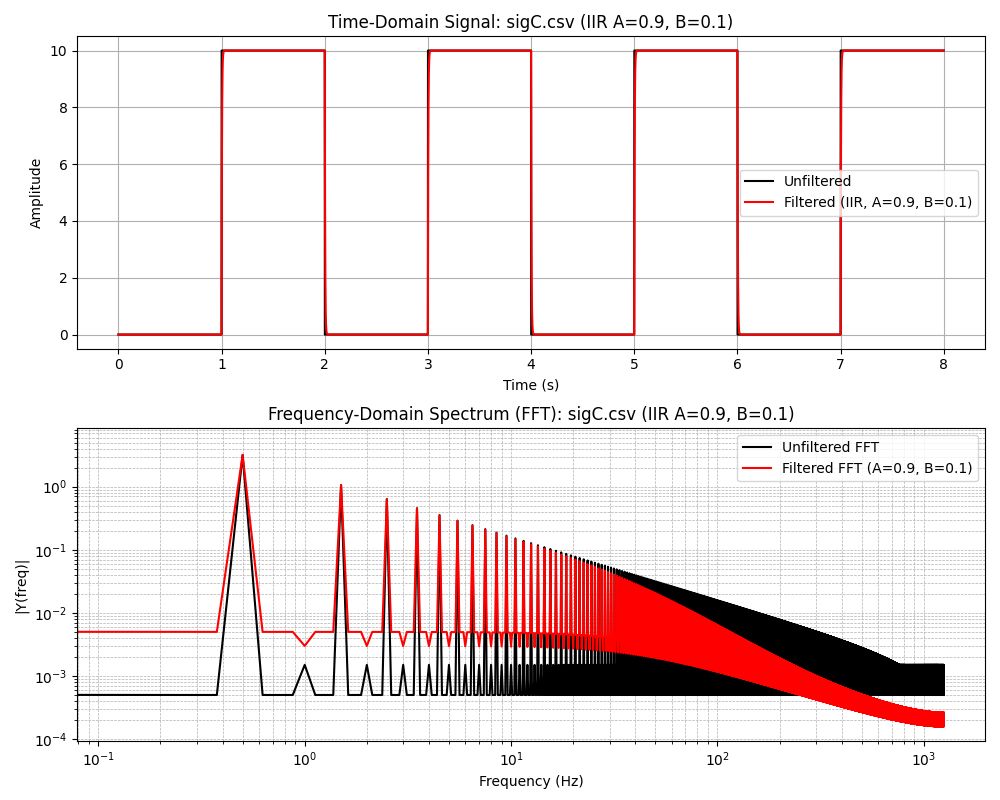 Time-Domain Signal: sigC.csv (IIR A=0.9, B=0.1)
10
8
6
4
2
0
Amplitude
Unfiltered
Filtered (IIR, A=0.9, B=0.1)
0 1 2 3 4 5 6 7 8
Time (s)
Frequency-Domain Spectrum (FFT): sigC.csv (IIR A=0.9, B=0.1)
Unfiltered FFT
Filtered FFT (A=0.9, B=0.1)
10⁰
10⁻¹
10⁻²
10⁻³
10⁻⁴
|Y(freq)|
10⁻¹ 10⁰ 10¹ 10² 10³
Frequency (Hz)